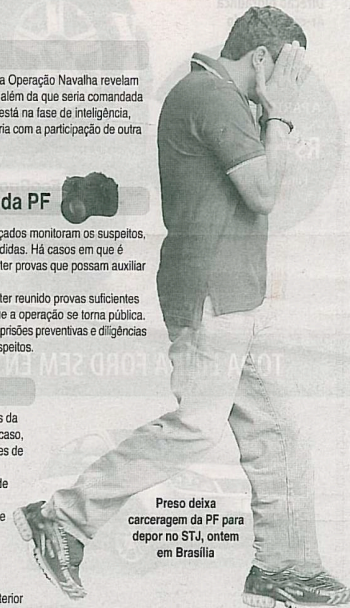 a Operação Navalha revelam
além da que seria comandada
está na fase de inteligência,
ria com a participação de outra
da PF
çados monitoram os suspeitos,
didas. Há casos em que é
ter provas que possam auxiliar
ter reunido provas suficientes
e a operação se torna pública.
prisões preventivas e diligências
speitos.
s da
caso,
es de
de
e
terior
Preso deixa
carceragem da PF para
depor no STJ, ontem
em Brasília